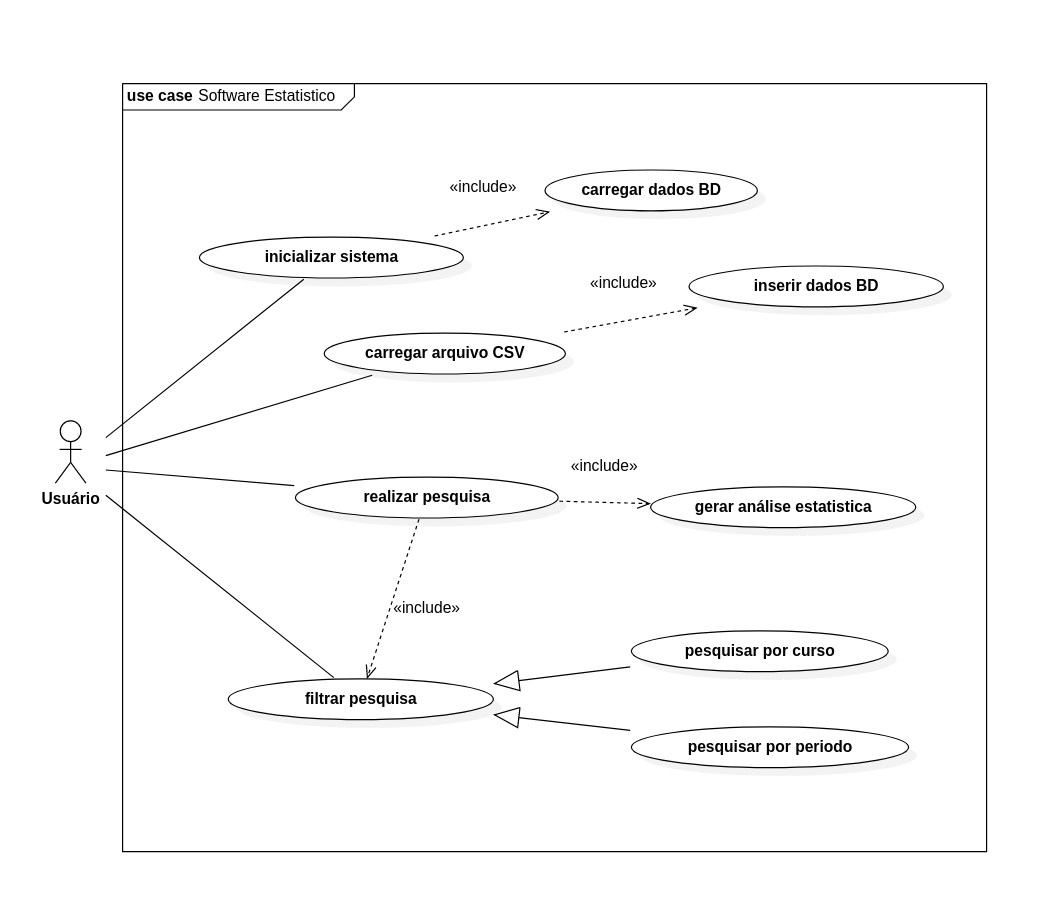 use case Software Estatistico
«include»
carregar dados BD
inicializar sistema
«include»
inserir dados BD
carregar arquivo CSV
Usuário
«include»
realizar pesquisa
gerar análise estatistica
«include»
pesquisar por curso
filtrar pesquisa
pesquisar por periodo